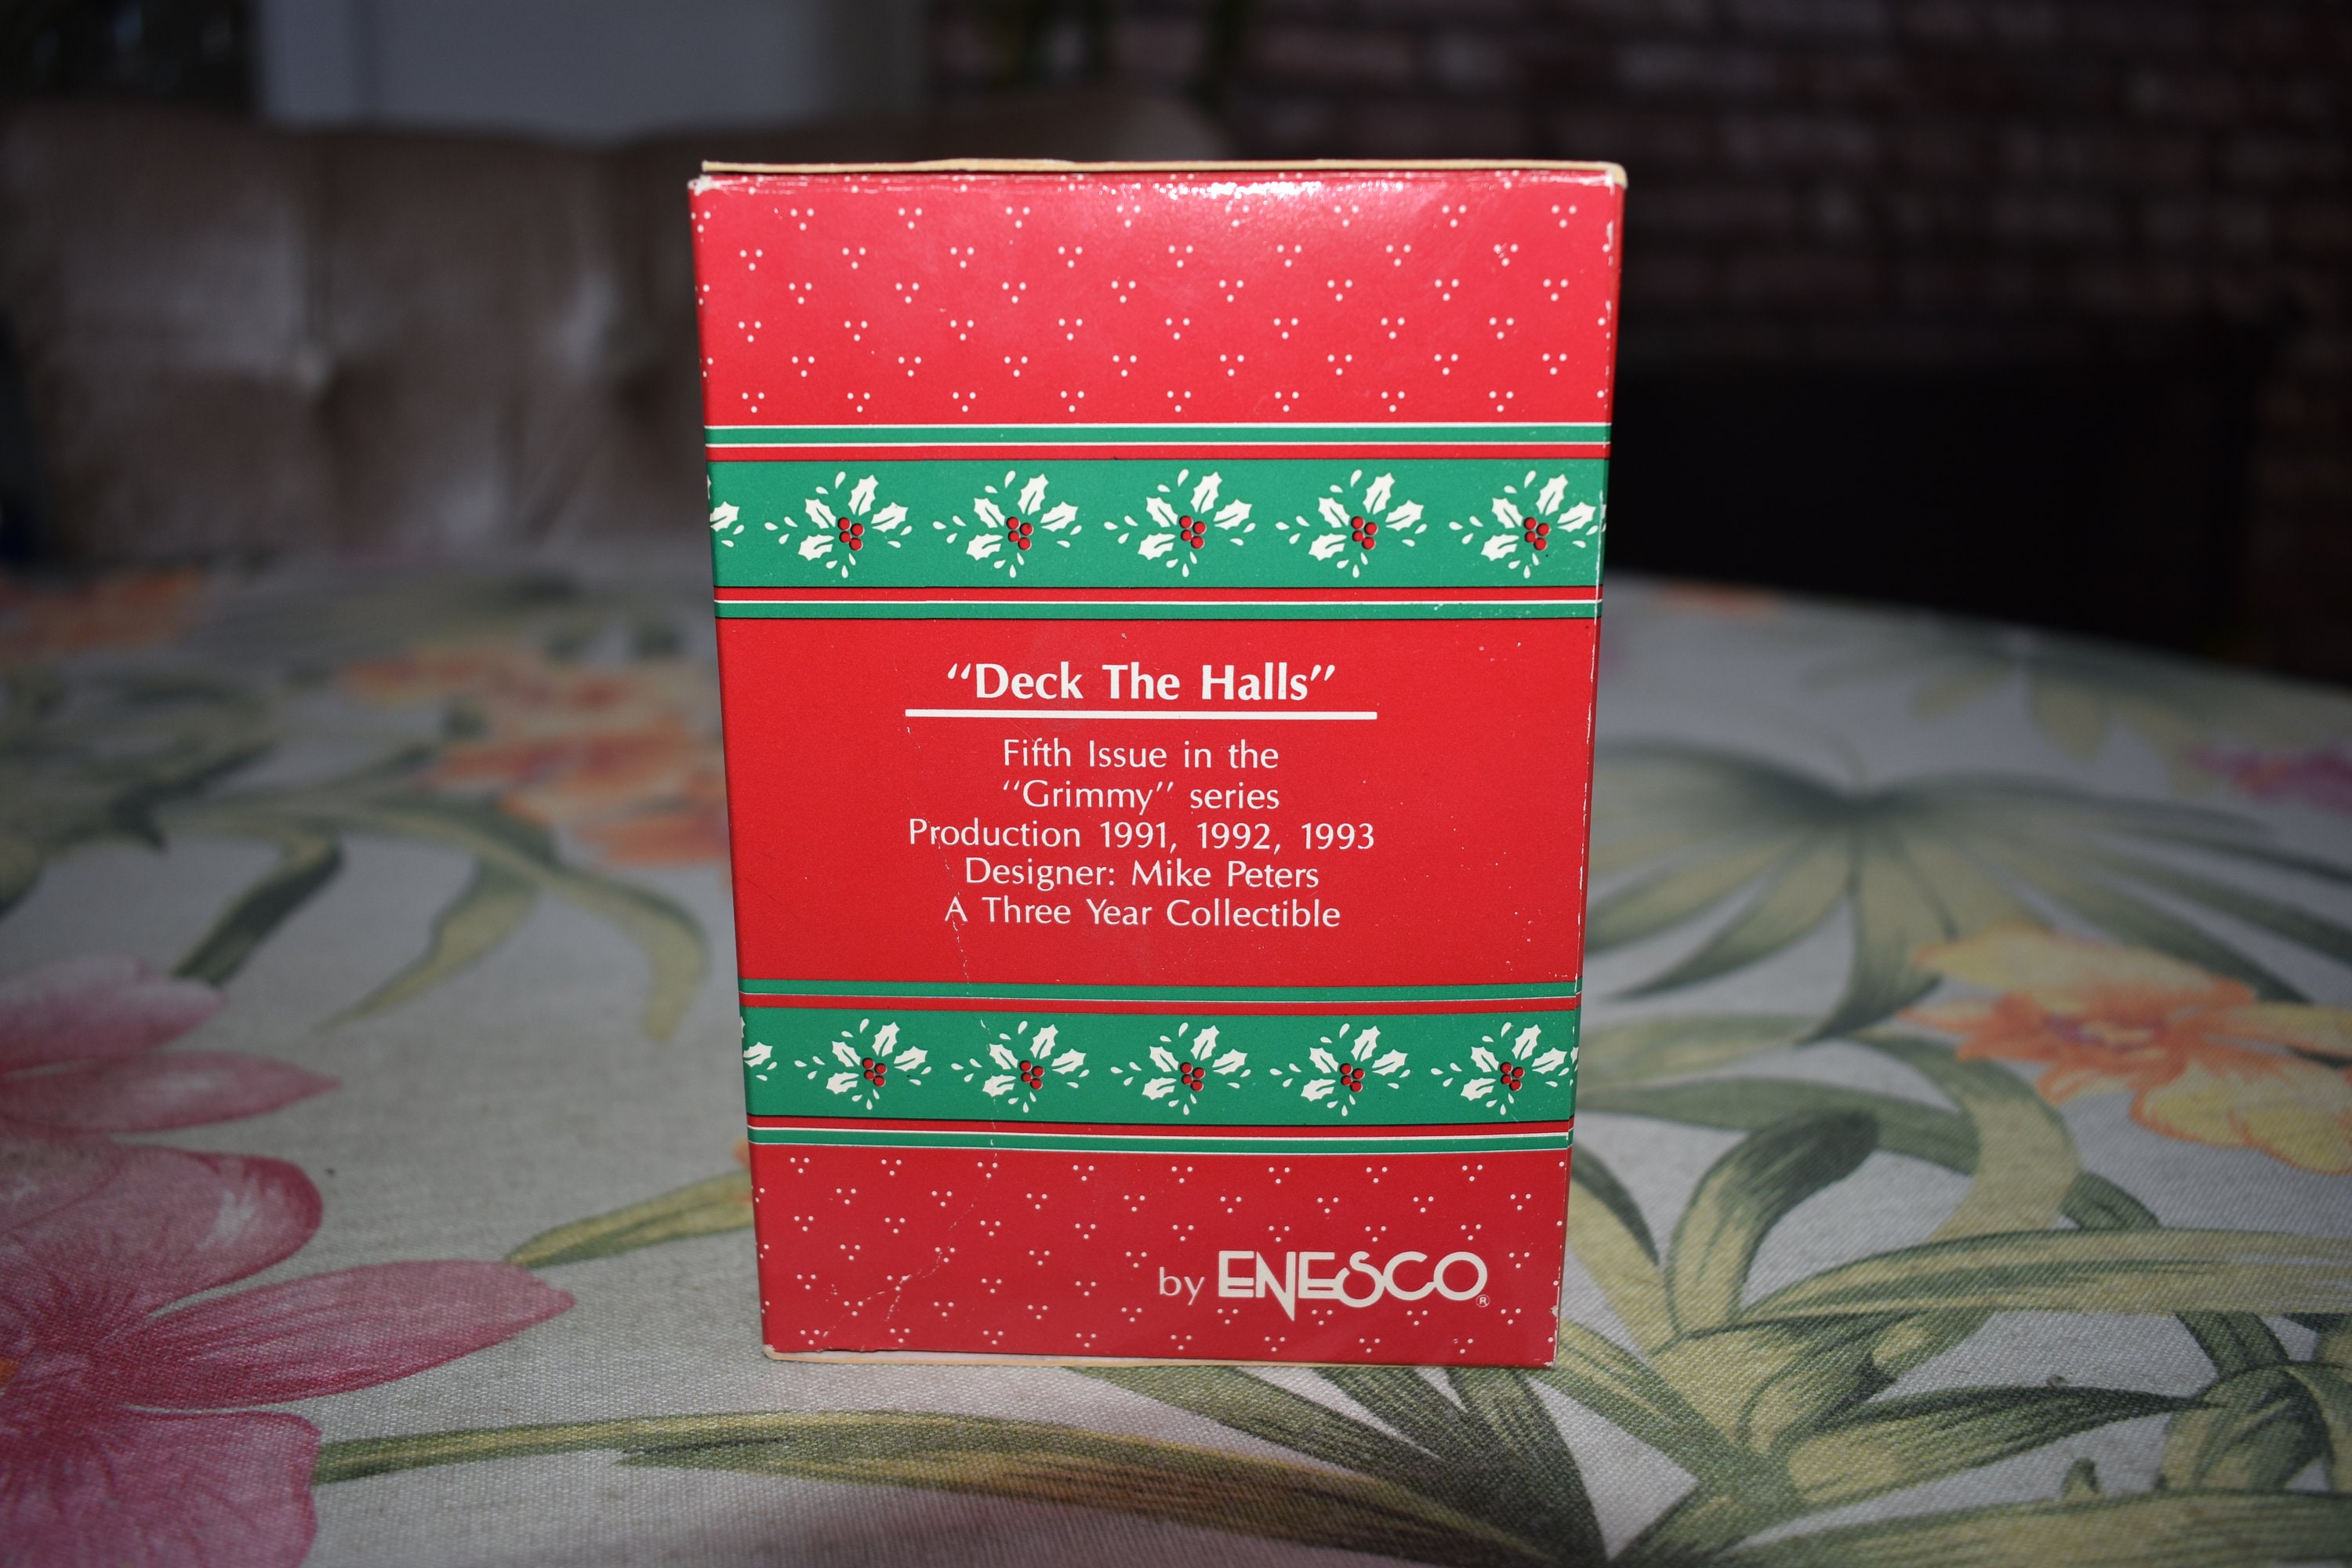 “Deck The Halls”
Fifth Issue in the
“Grimmy” series
Production 1991, 1992, 1993
Designer: Mike Peters
A Three Year Collectible
by ENESCO®